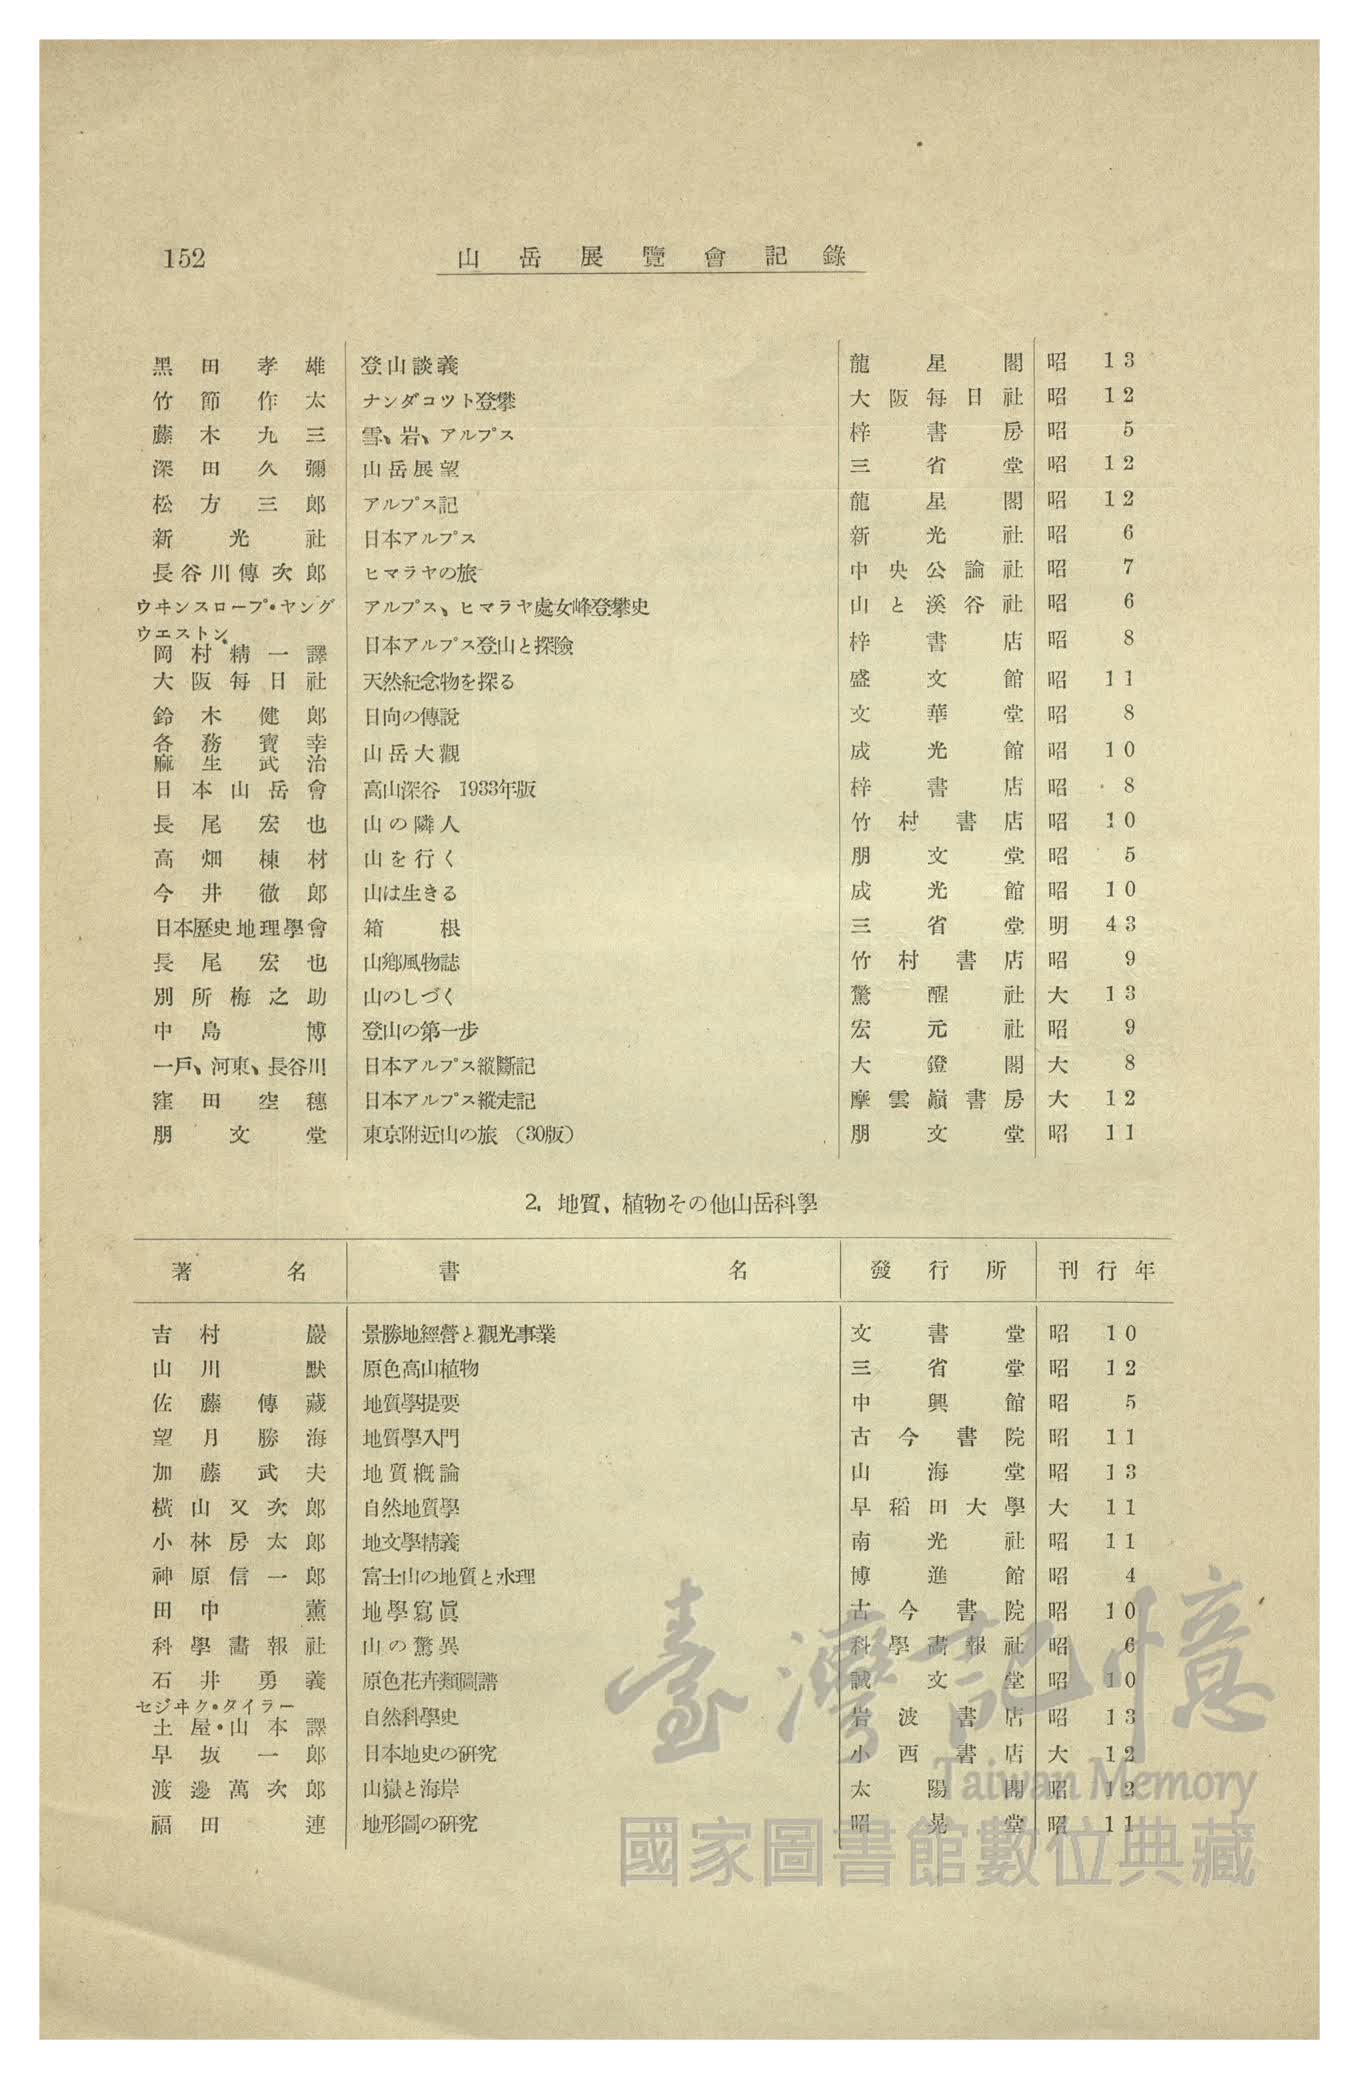 152 山岳展覽會記錄
黑田孝雄 登山談義 龍星閣 昭 13
竹節作太 ナンダコツト登攀 大阪每日社 昭 12
藤木九三 雪、岩、アルプス 梓書房 昭 5
深田久彌 山岳展望 三省堂 昭 12
松方三郎 アルプス記 龍星閣 昭 12
新光社 日本アルプス 新光社 昭 6
長谷川傳次郎 ヒマラヤの旅 中央公論社 昭 7
ウヰンスロープ・ヤング アルプス、ヒマラヤ處女峰登攀史 山と溪谷社 昭 6
ウエストン
岡村精一譯 日本アルプス登山と探險 梓書店 昭 8
大阪每日社 天然紀念物を探る 盛文館 昭 11
鈴木健郎 日向の傳說 文華堂 昭 8
各務寶幸
麻生武治 山岳大觀 成光館 昭 10
日本山岳會 高山深谷 1933年版 梓書店 昭 8
長尾宏也 山の隣人 竹村書店 昭 10
高畑棟材 山を行く 朋文堂 昭 5
今井徹郎 山は生きる 成光館 昭 10
日本歷史地理學會 箱根 三省堂 明 43
長尾宏也 山鄉風物誌 竹村書店 昭 9
別所梅之助 山のしづく 驚醒社 大 13
中島博 登山の第一步 宏元社 昭 9
一戶、河東、長谷川 日本アルプス縱斷記 大鐙閣 大 8
窪田空穗 日本アルプス縱走記 摩雲巓書房 大 12
朋文堂 東京附近山の旅 (30版) 朋文堂 昭 11
2. 地質、植物その他山岳科學
著名 書名 發行所 刊行年
吉村巖 景勝地經營と觀光事業 文書堂 昭 10
山川默 原色高山植物 三省堂 昭 12
佐藤傳藏 地質學提要 中興館 昭 5
望月勝海 地質學入門 古今書院 昭 11
加藤武夫 地質槪論 山海堂 昭 13
橫山又次郎 自然地質學 早稻田大學 大 11
小林房太郎 地文學精義 南光社 昭 11
神原信一郎 富士山の地質と水理 博進館 昭 4
田中薰 地學寫眞 古今書院 昭 10
科學畵報社 山の驚異 科學畵報社 昭 6
石井勇義 原色花卉類圖譜 誠文堂 昭 10
セジヰク・タイラー
土屋・山本譯 自然科學史 岩波書店 昭 13
早坂一郎 日本地史の硏究 小西書店 大 12
渡邊萬次郎 山嶽と海岸 太陽閣 昭 12
福田連 地形圖の硏究 昭晃堂 昭 11
臺灣記憶
Taiwan Memory
國家圖書館數位典藏